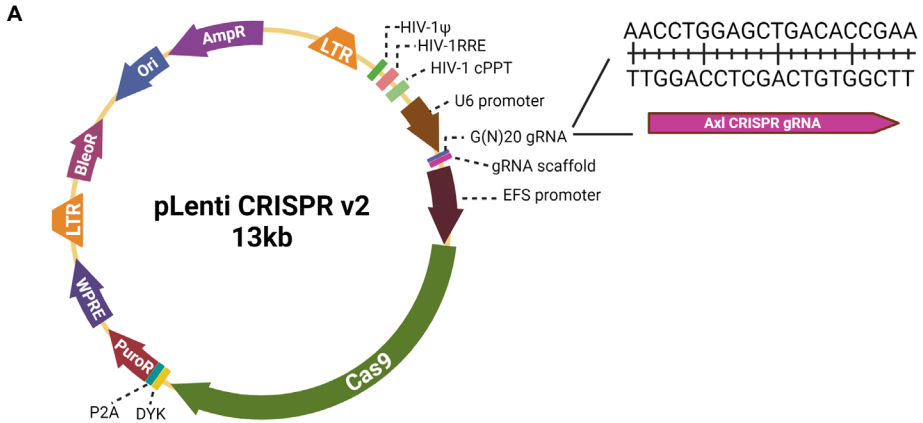 A
AmpR
LTR
HIV-1ψ
HIV-1RRE
HIV-1 cPPT
U6 promoter
G(N)20 gRNA
gRNA scaffold
EFS promoter
AACCTGGAGCTGACACCGAA
TTGGACCTCGACTGTGGCTT
Axl CRISPR gRNA
Ori
BleoR
LTR
pLenti CRISPR v2
13kb
WPRE
PuroR
Cas9
P2A
DYK